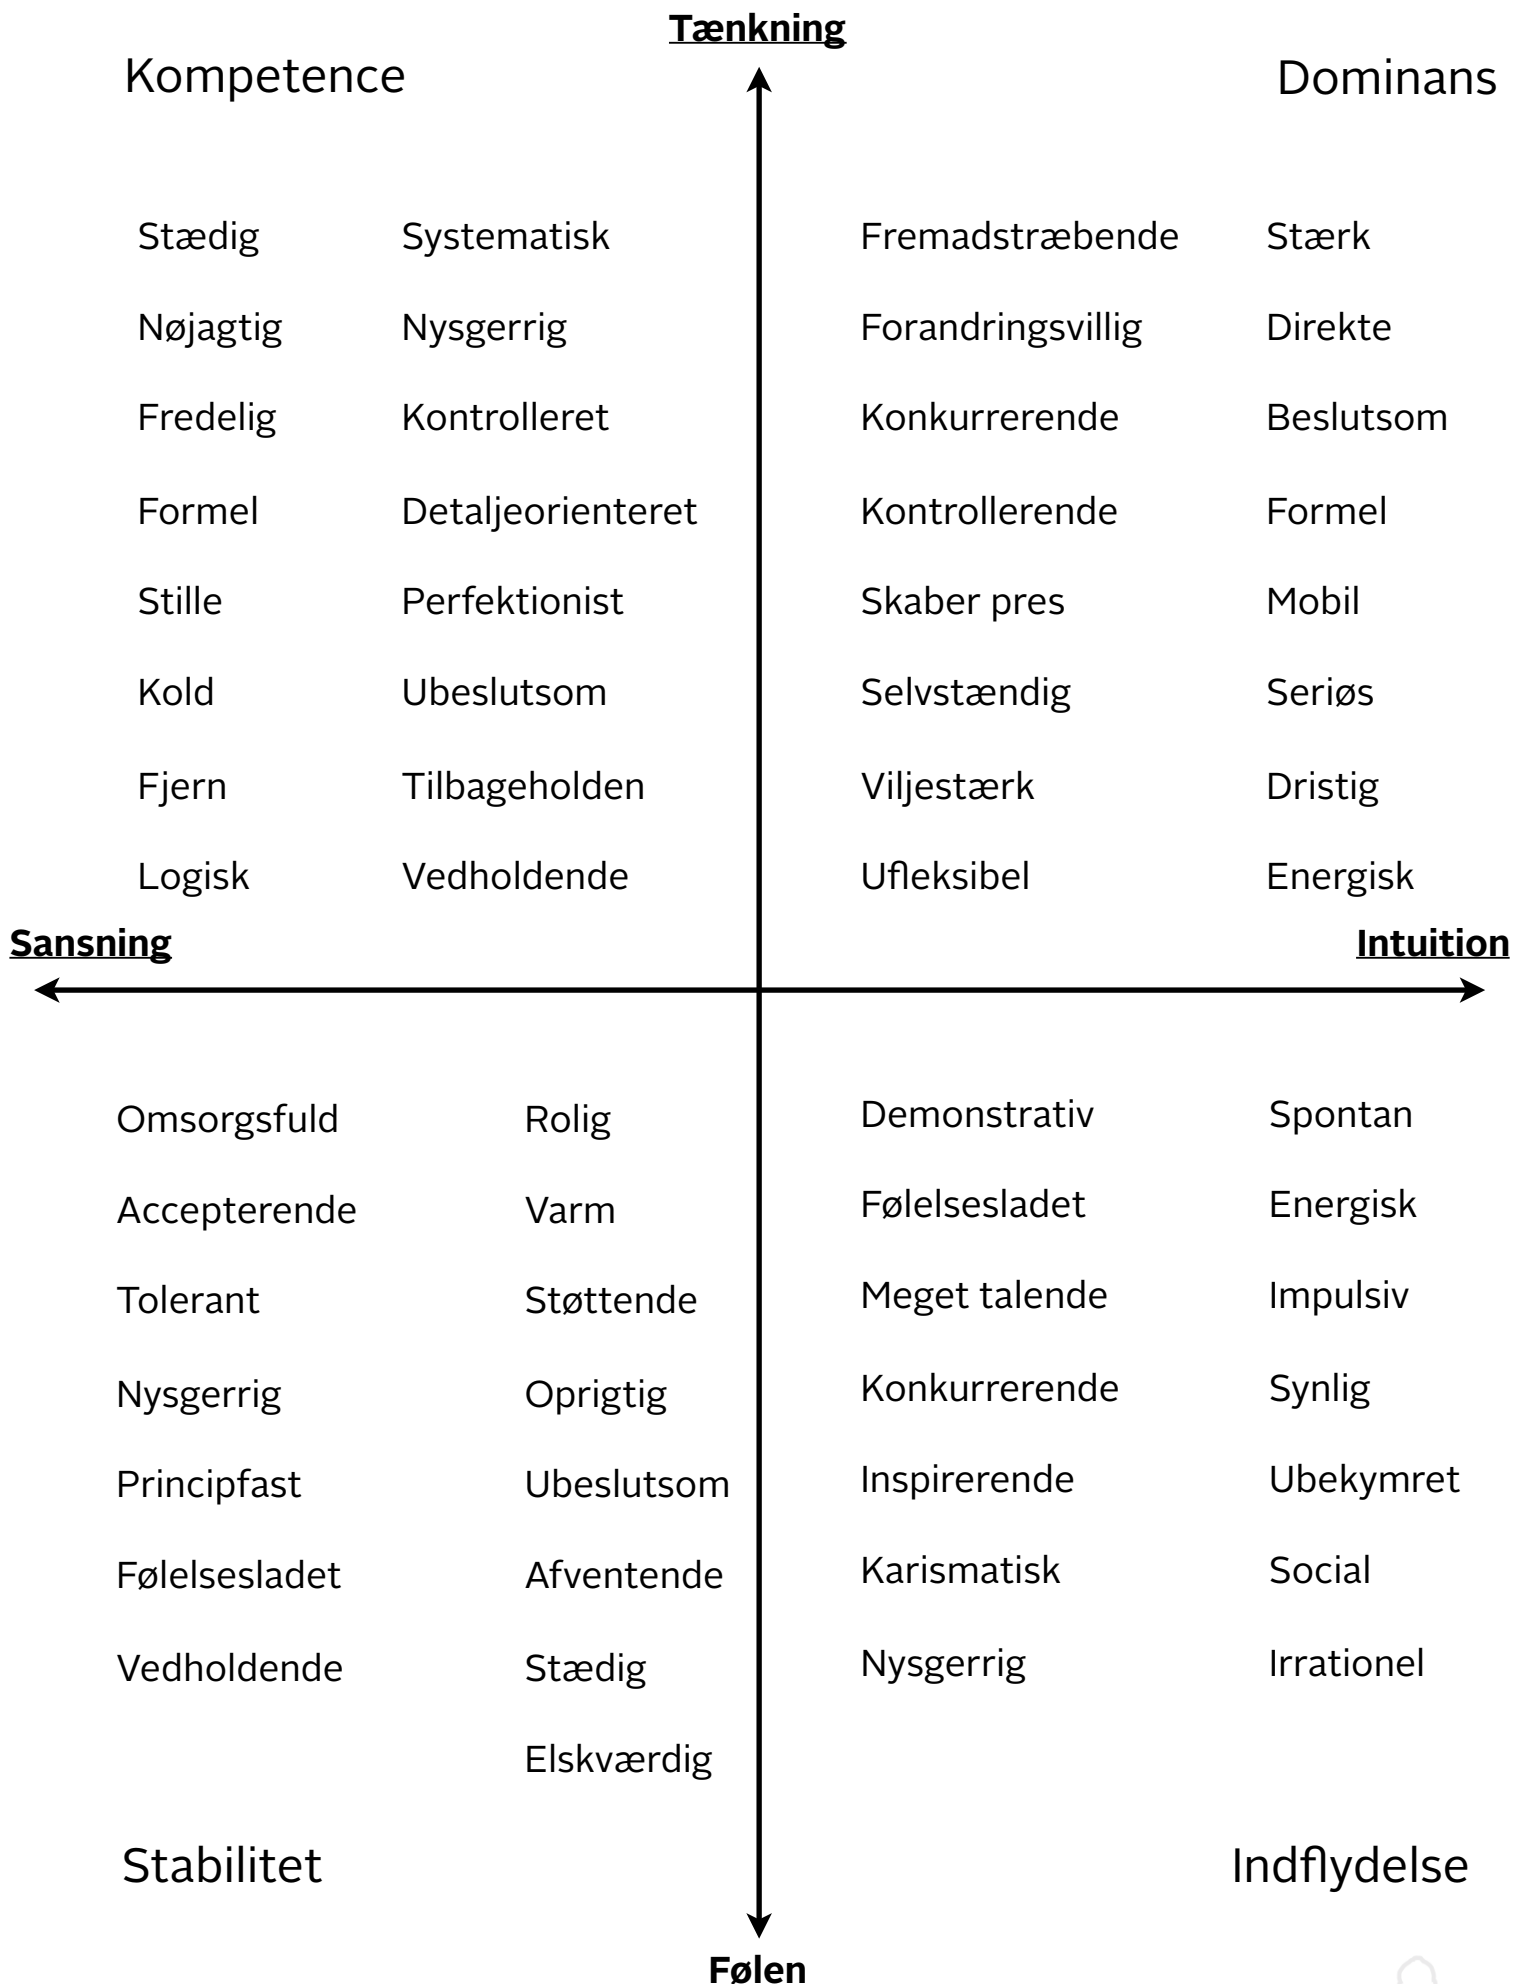 Tænkning
Kompetence Dominans
Stædig Systematisk Fremadstræbende Stærk
Nøjagtig Nysgerrig Forandringsvillig Direkte
Fredelig Kontrolleret Konkurrerende Beslutsom
Formel Detaljeorienteret Kontrollerende Formel
Stille Perfektionist Skaber pres Mobil
Kold Ubeslutsom Selvstændig Seriøs
Fjern Tilbageholden Viljestærk Dristig
Logisk Vedholdende Ufleksibel Energisk
Sansning Intuition
Omsorgsfuld Rolig Demonstrativ Spontan
Accepterende Varm Følelsesladet Energisk
Tolerant Støttende Meget talende Impulsiv
Nysgerrig Oprigtig Konkurrerende Synlig
Principfast Ubeslutsom Inspirerende Ubekymret
Følelsesladet Afventende Karismatisk Social
Vedholdende Stædig Nysgerrig Irrationel
Elskværdig
Stabilitet Indflydelse
Følen